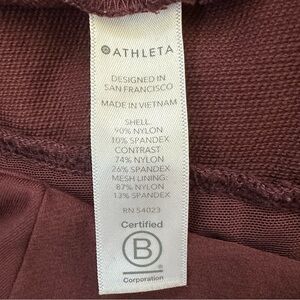 ATHLETA
DESIGNED IN
SAN FRANCISCO
MADE IN VIETNAM
SHELL
90% NYLON
10% SPANDEX
CONTRAST
74% NYLON
26% SPANDEX
MESH LINING:
87% NYLON
13% SPANDEX
RN 54023
Certified
B
Corporation